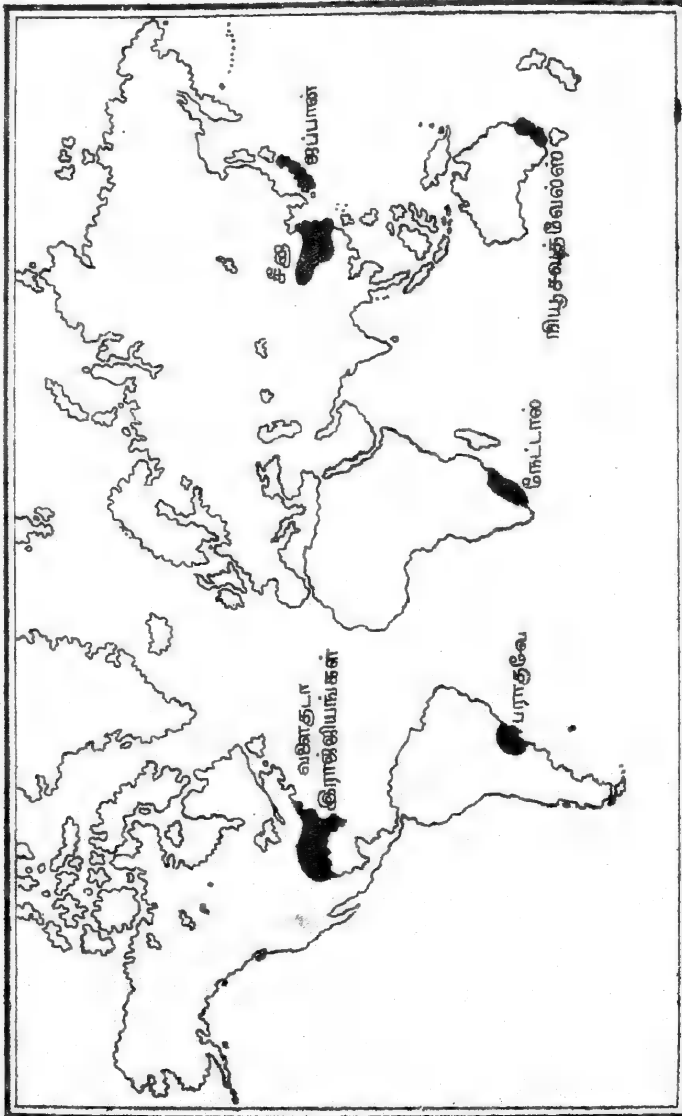 வளைகுடா
இராஜ்ஜியங்கள்
பராகுவே
நேட்டால்
சீனா
ஜப்பான்
நியூசவுத்வேல்ஸ்